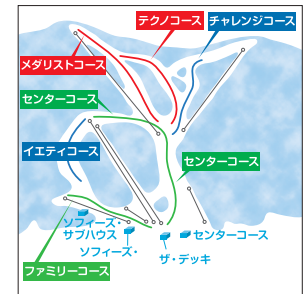 テクノコース
チャレンジコース
メダリストコース
センターコース
イエティコース
センターコース
ソフィーズ・
サブハウス
ソフィーズ・
センターコース
ザ・デッキ
ファミリーコース